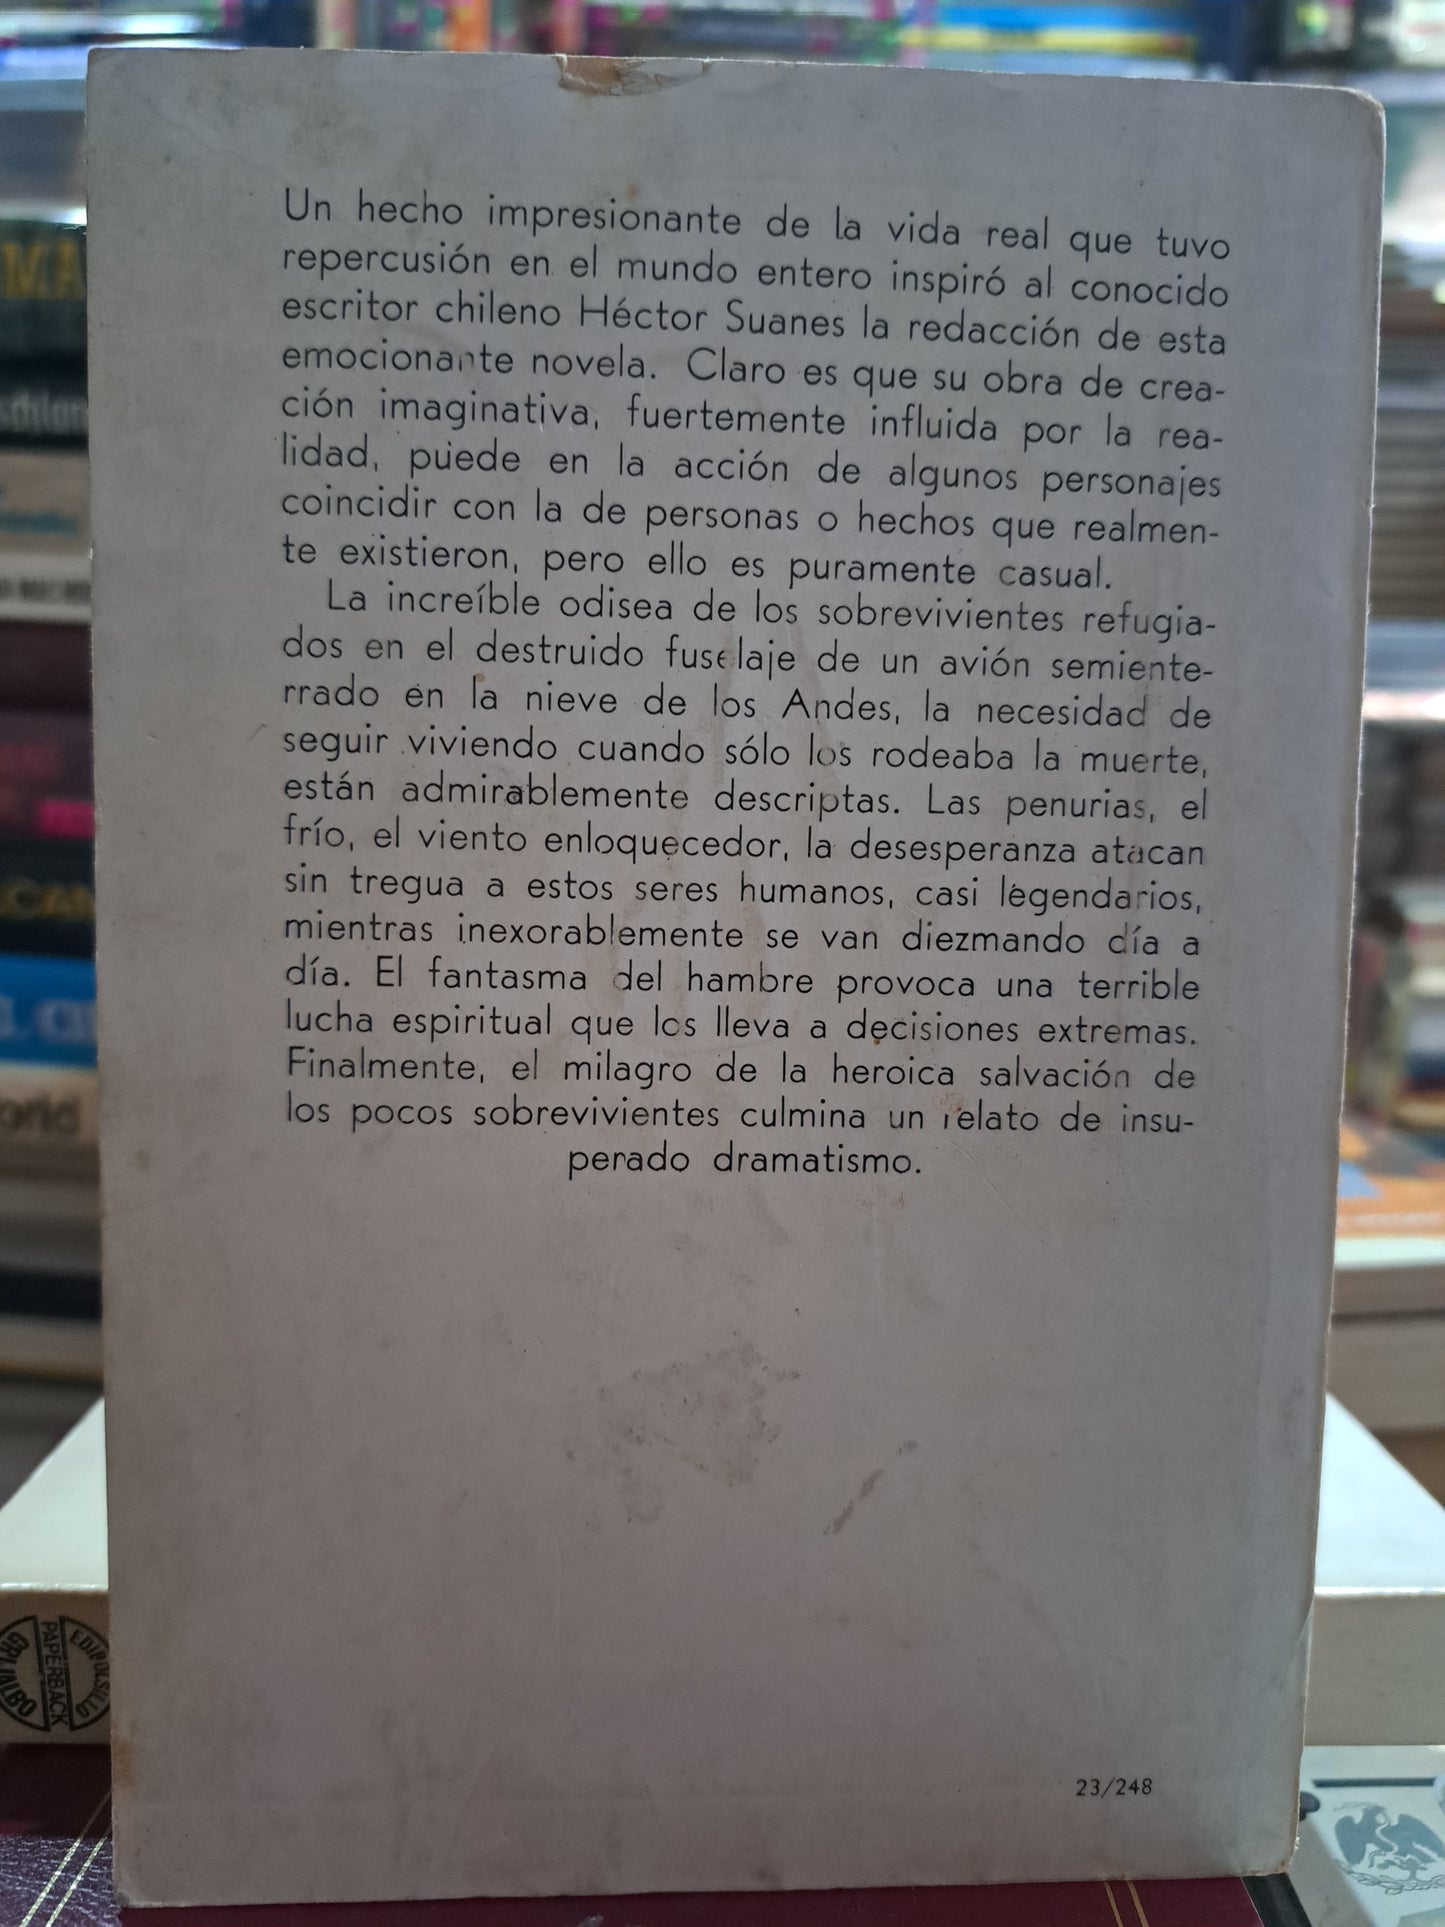 Un hecho impresionante de la vida real que tuvo
repercusión en el mundo entero inspiró al conocido
escritor chileno Héctor Suanes la redacción de esta
emocionante novela. Claro es que su obra de crea-
ción imaginativa, fuertemente influida por la rea-
lidad, puede en la acción de algunos personajes
coincidir con la de personas o hechos que realmen-
te existieron, pero ello es puramente casual.
La increíble odisea de los sobrevivientes refugia-
dos en el destruido fuselaje de un avión semiente-
rrado en la nieve de los Andes, la necesidad de
seguir viviendo cuando sólo los rodeaba la muerte,
están admirablemente descriptas. Las penurias, el
frío, el viento enloquecedor, la desesperanza atacan
sin tregua a estos seres humanos, casi legendarios,
mientras inexorablemente se van diezmando día a
día. El fantasma del hambre provoca una terrible
lucha espiritual que los lleva a decisiones extremas.
Finalmente, el milagro de la heroica salvación de
los pocos sobrevivientes culmina un relato de insu-
perado dramatismo.
EDIBOLSILLO
PAPERBACK
GRIJALBO
23/248